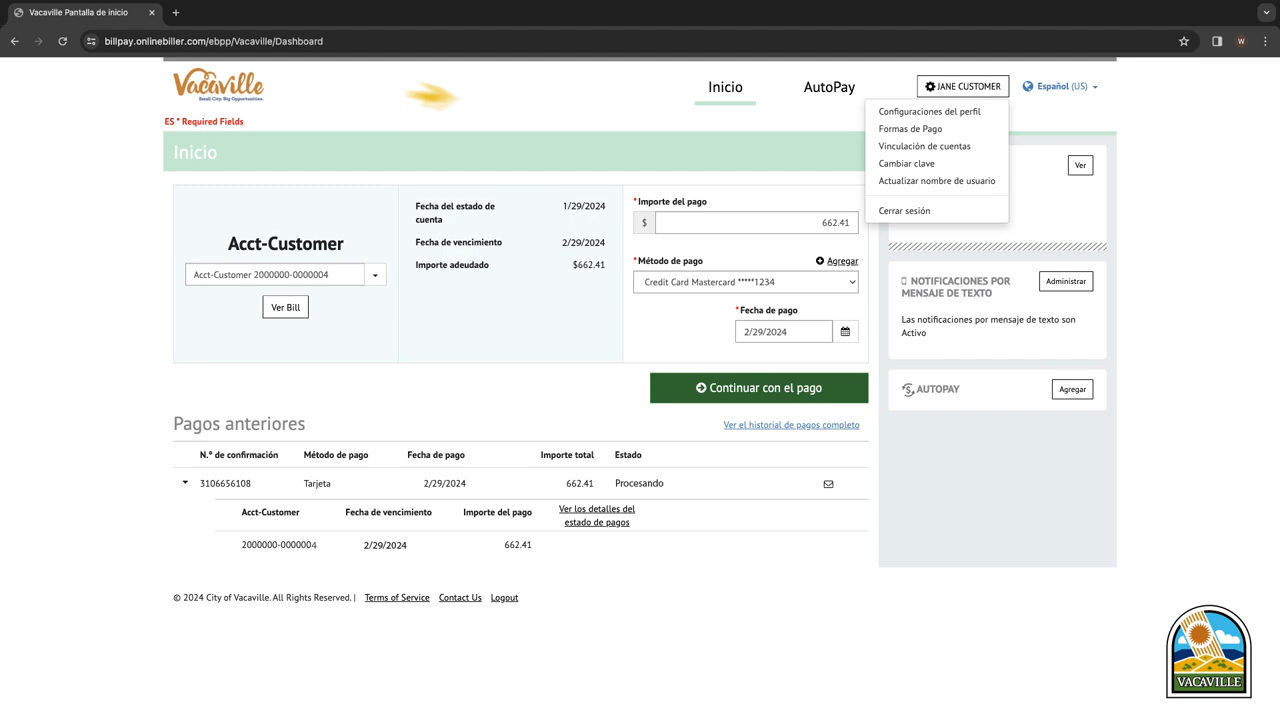 Vacaville Pantalla de inicio
billpay.onlinebiller.com/ebpp/Vacaville/Dashboard
W
Vacaville
Small City. Big Opportunities.
Inicio
AutoPay
JANE CUSTOMER
Español (US)
Configuraciones del perfil
Formas de Pago
Vinculación de cuentas
Cambiar clave
Actualizar nombre de usuario
Cerrar sesión
ES * Required Fields
Inicio
Acct-Customer
Acct-Customer 2000000-0000004
Ver Bill
Fecha del estado de
cuenta
1/29/2024
Fecha de vencimiento
2/29/2024
Importe adeudado
$662.41
*Importe del pago
$ 662.41
*Método de pago
Agregar
Credit Card Mastercard *****1234
*Fecha de pago
2/29/2024
Continuar con el pago
Ver
NOTIFICACIONES POR
MENSAJE DE TEXTO
Administrar
Las notificaciones por mensaje de texto son
Activo
AUTOPAY
Agregar
Pagos anteriores
Ver el historial de pagos completo
N.º de confirmación Método de pago Fecha de pago Importe total Estado
3106656108 Tarjeta 2/29/2024 662.41 Procesando
Acct-Customer Fecha de vencimiento Importe del pago Ver los detalles del
estado de pagos
2000000-0000004 2/29/2024 662.41
© 2024 City of Vacaville. All Rights Reserved. | Terms of Service Contact Us Logout
VACAVILLE